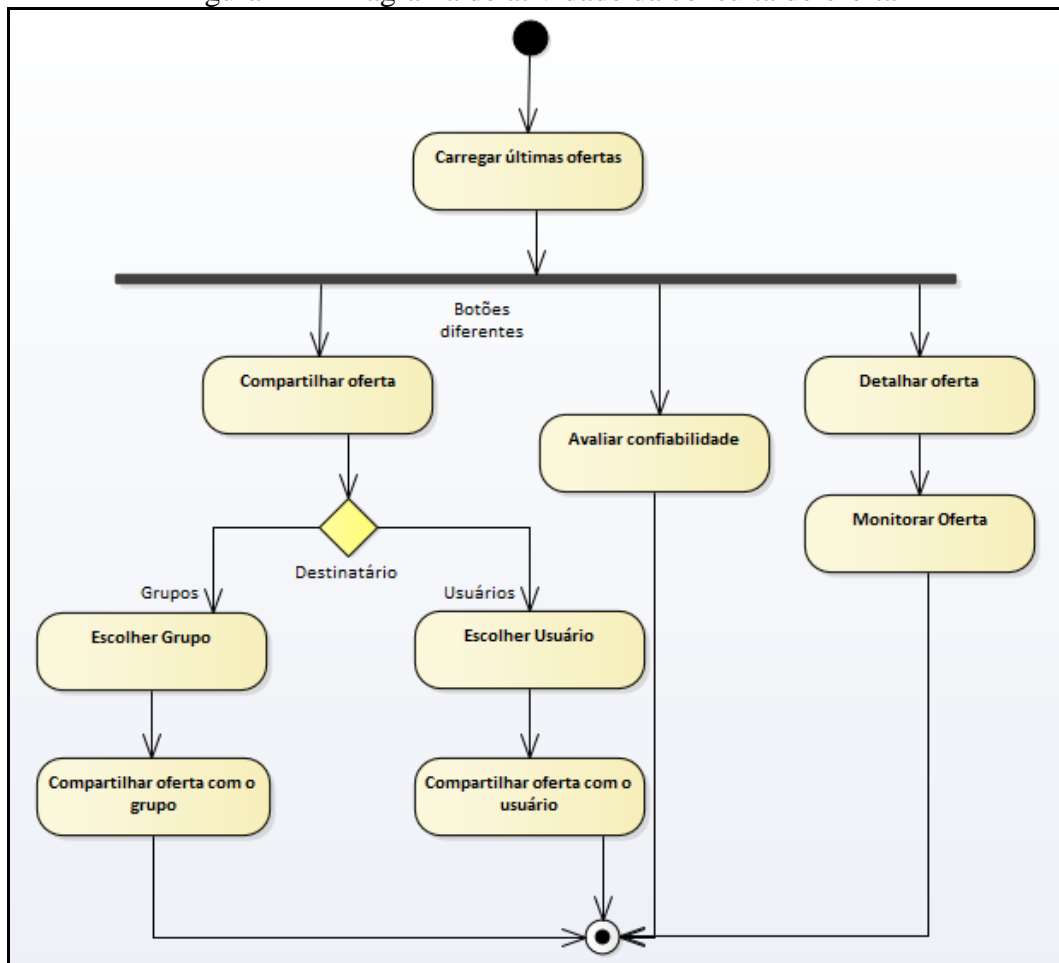 Carregar últimas ofertas
Botões
diferentes
Compartilhar oferta
Detalhar oferta
Avaliar confiabilidade
Monitorar Oferta
Destinatário
Grupos
Usuários
Escolher Grupo
Escolher Usuário
Compartilhar oferta com o
grupo
Compartilhar oferta com o
usuário